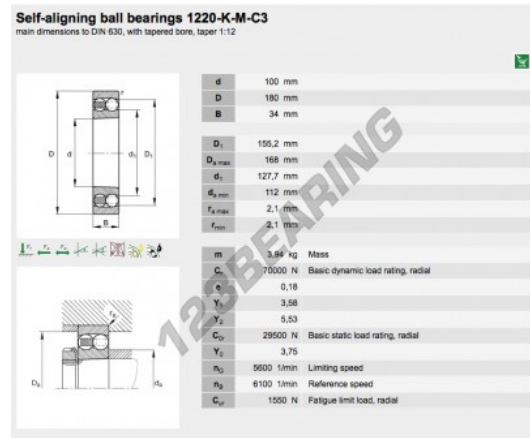 Self-aligning ball bearings 1220-K-M-C3
main dimensions to DIN 630, with tapered bore, taper 1:12
d 100 mm
D 180 mm
B 34 mm
D₁ 155,2 mm
Dₐ max 168 mm
d₁ 127,7 mm
dₐ min 112 mm
rₐ max 2,1 mm
r min 2,1 mm
m 3,94 kg Mass
Cᵣ 70000 N Basic dynamic load rating, radial
e 0,18
Y₁ 3,58
Y₂ 5,53
C₀ᵣ 29500 N Basic static load rating, radial
Y₀ 3,75
n_G 5600 1/min Limiting speed
n_B 6100 1/min Reference speed
Cᵤᵣ 1550 N Fatigue limit load, radial
D d d₁ D₁
r
B
rₐ
Dₐ dₐ
123BEARING